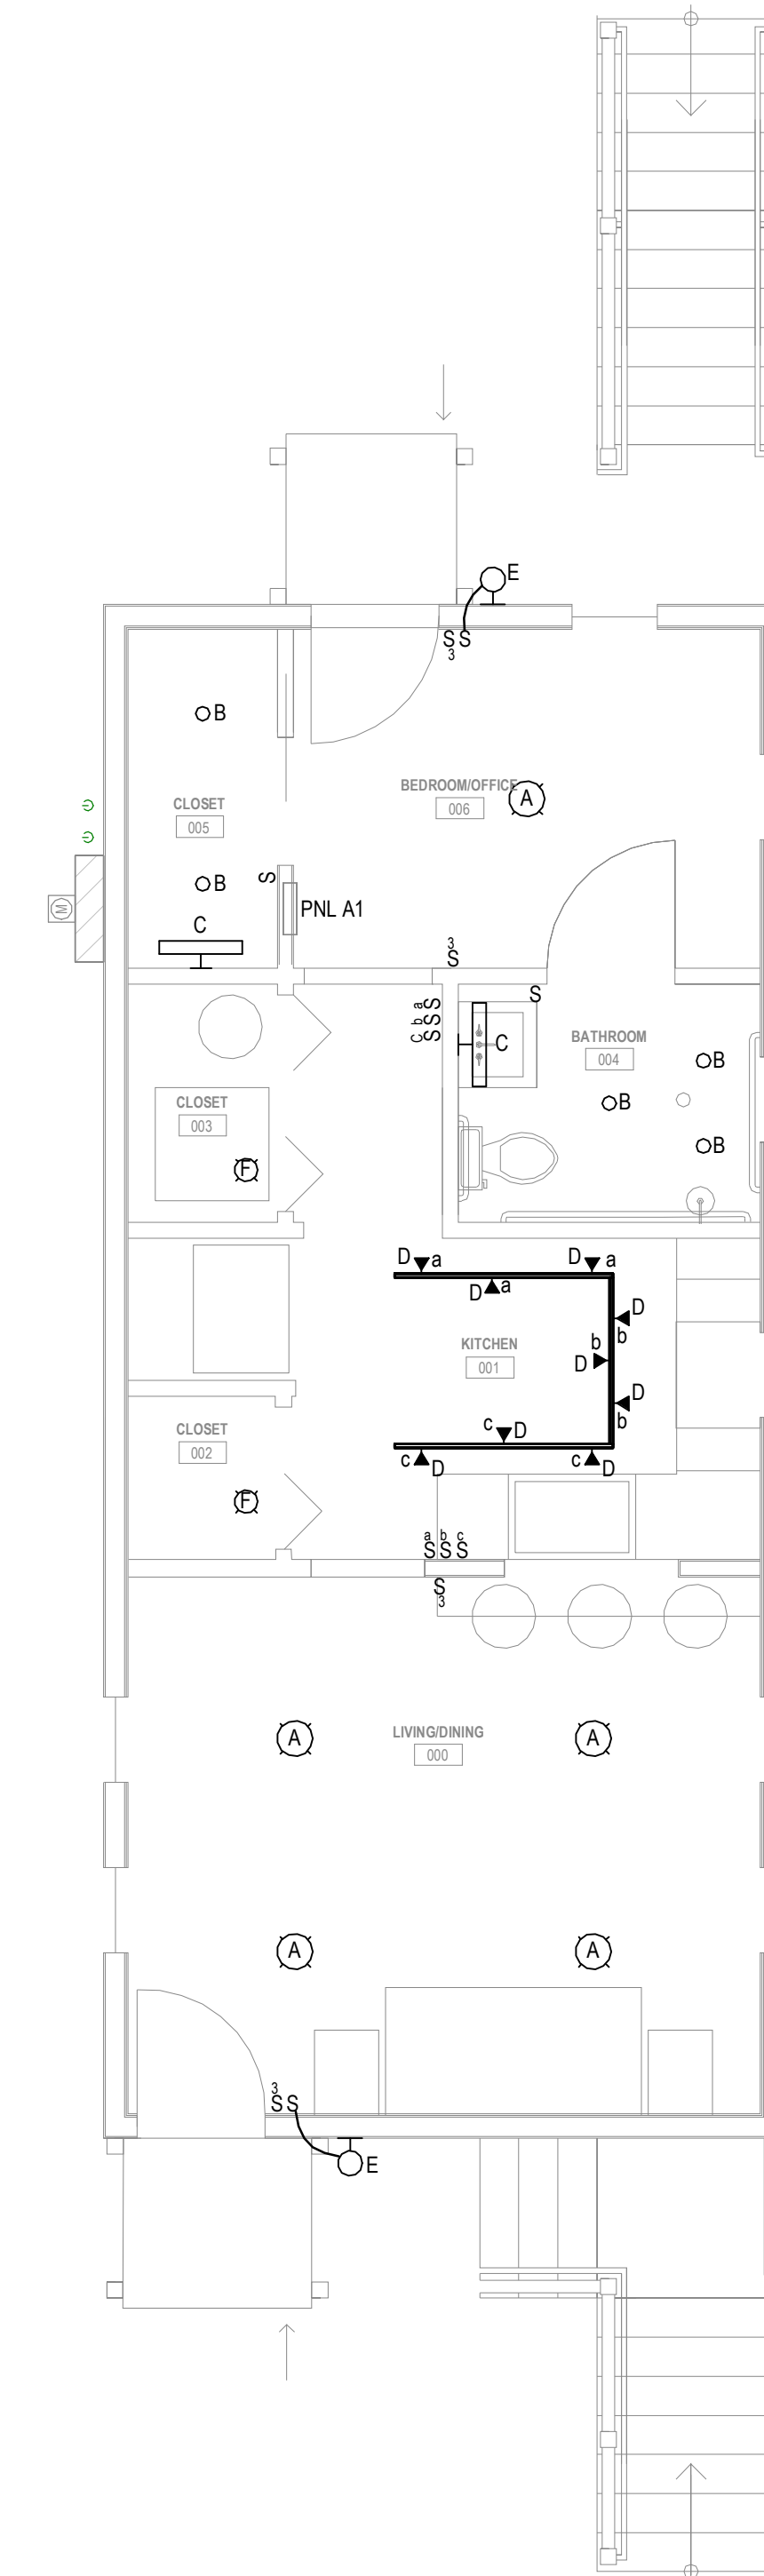 E
S S
3
B
BEDROOM/OFFICE
006
A
CLOSET
005
B
S
PNL A1
C
3
S
S
a S
b S
C S
C
BATHROOM
004
B
B
B
M
CLOSET
003
F
D a
D a
D a
D
b
b
D
D
b
KITCHEN
001
c D
c D
c D
CLOSET
002
F
a b c
S S S
S
3
A
LIVING/DINING
000
A
A
A
3
S S
E